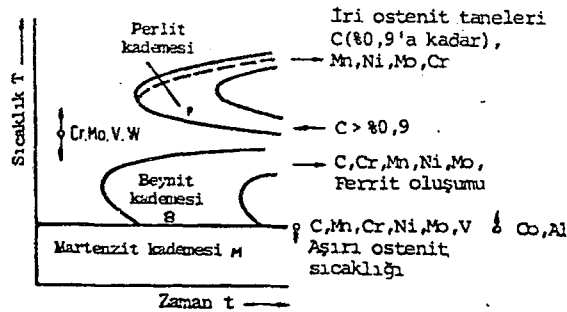 Sıcaklık T
Perlit
kademesi
P
İri ostenit taneleri
C(%0,9'a kadar),
Mn,Ni,Mo,Cr
Cr,Mo,V,W
C > %0,9
C,Cr,Mn,Ni,Mo,
Ferrit oluşumu
Beynit
kademesi
B
C,Mn,Cr,Ni,Mo,V
Co,Al
Aşırı ostenit
sıcaklığı
Martenzit kademesi M
Zaman t